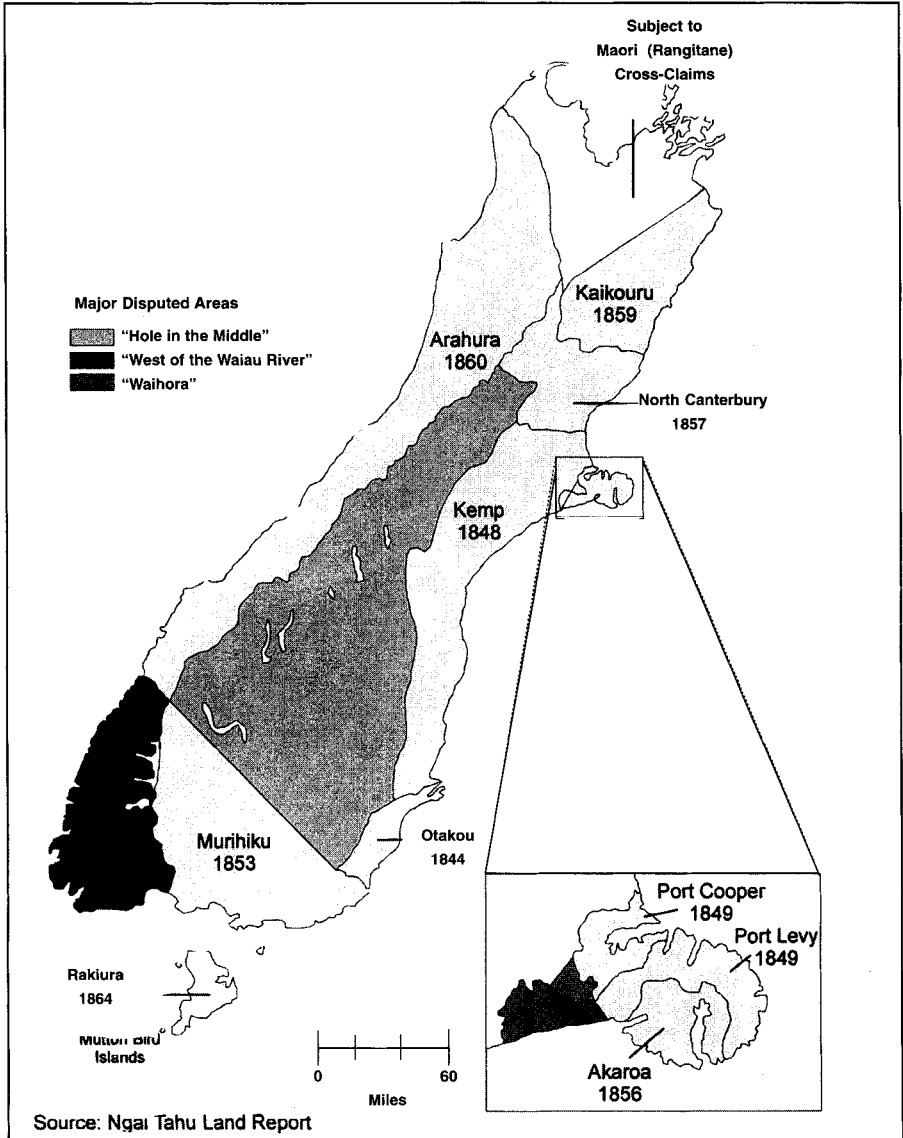 Subject to
Maori (Rangitane)
Cross-Claims
Kaikouru
1859
Major Disputed Areas
"Hole in the Middle"
"West of the Waiau River"
"Waihora"
Arahura
1860
North Canterbury
1857
Kemp
1848
Murihiku
1853
Otakou
1844
Port Cooper
1849
Port Levy
1849
Rakiura
1864
Mutton Bird
Islands
0 60
Miles
Akaroa
1856
Source: Ngai Tahu Land Report